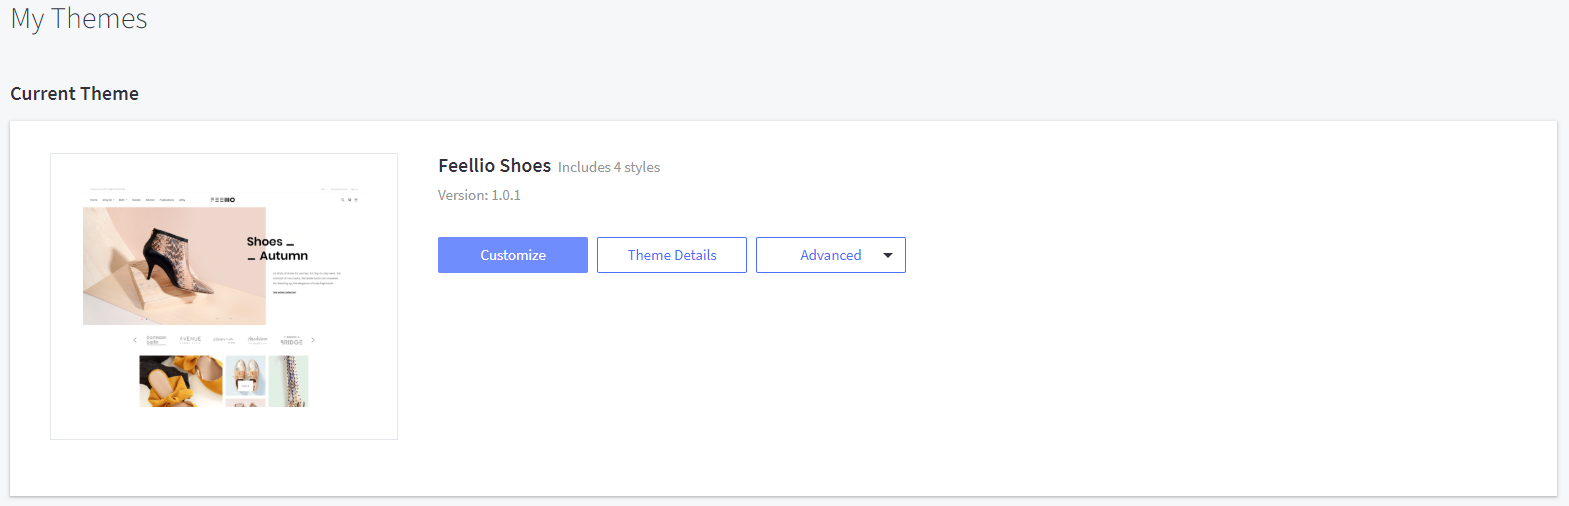 My Themes
Current Theme
Feellio Shoes Includes 4 styles
Version: 1.0.1
Customize
Theme Details
Advanced
Shoes _
_ Autumn
AVENUE
BRIDGE